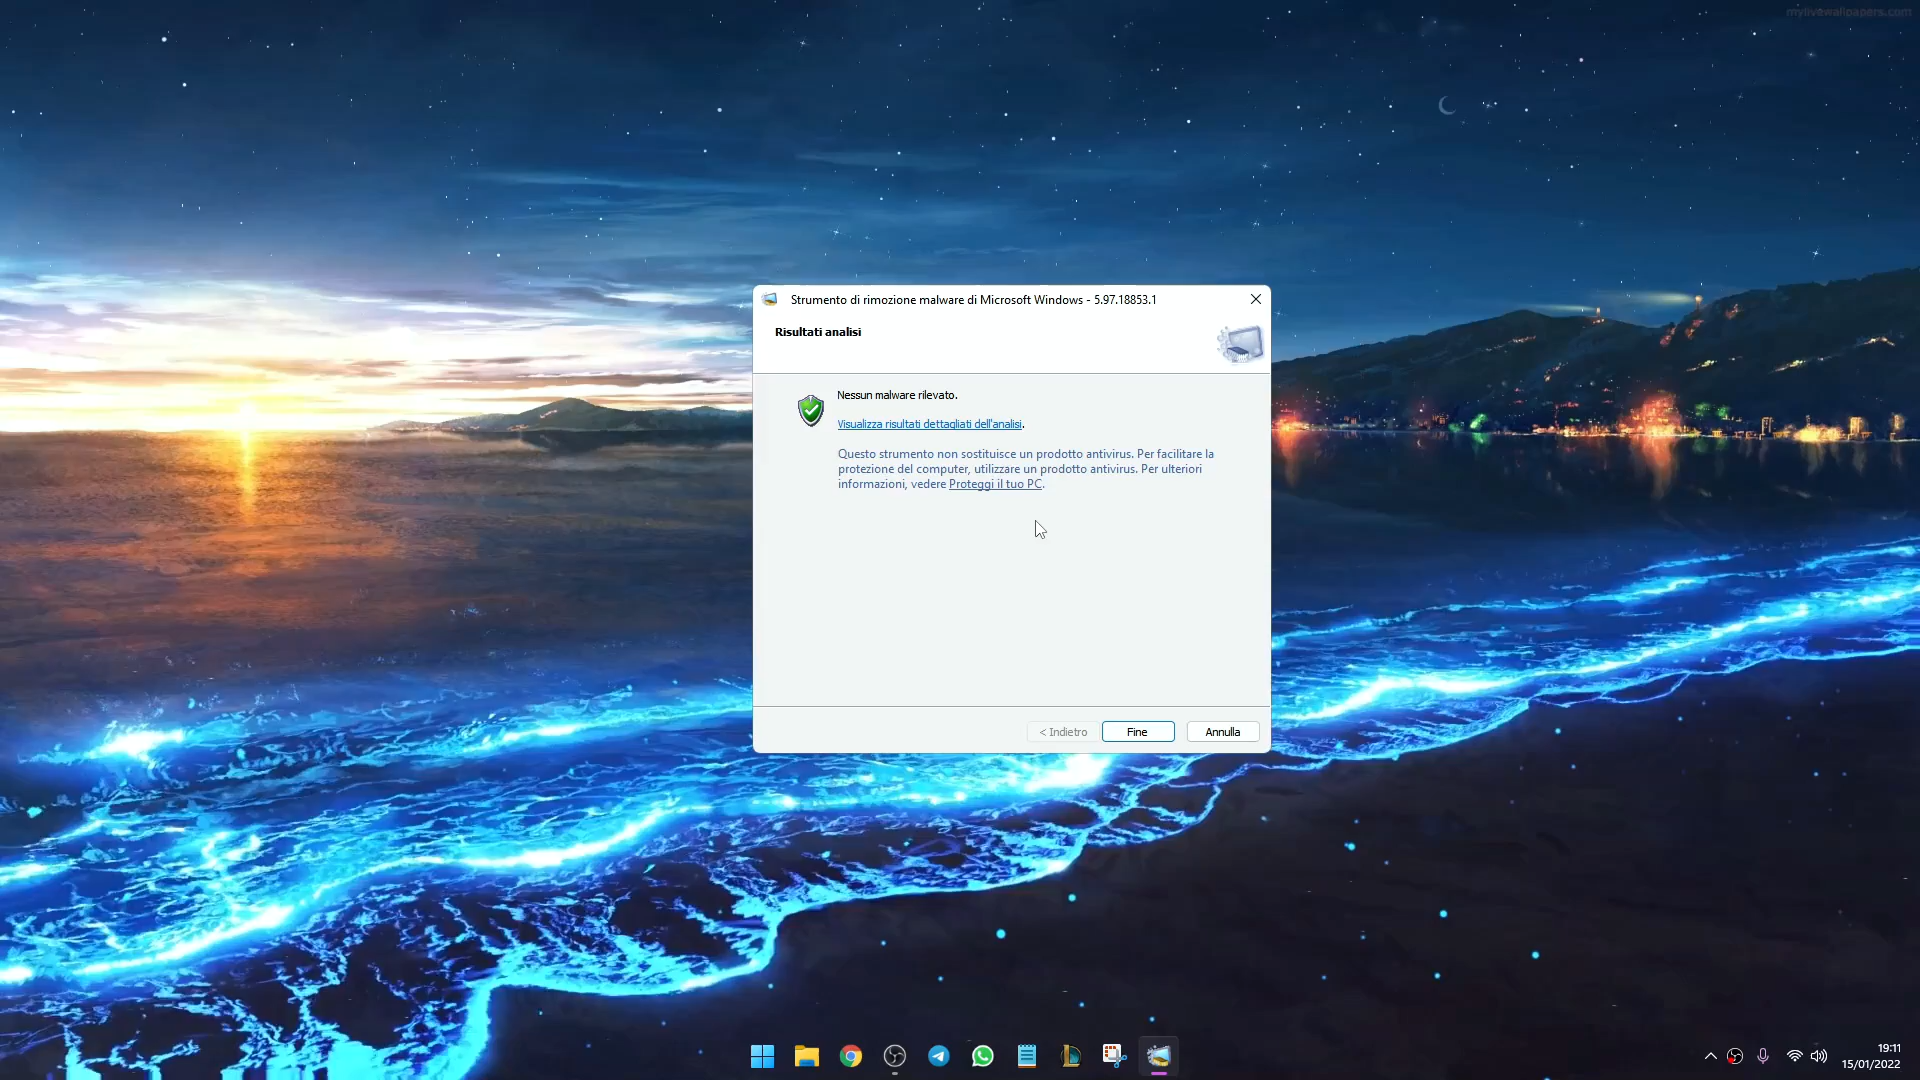 mylivewallpapers.com
Strumento di rimozione malware di Microsoft Windows - 5.97.18853.1
Risultati analisi
Nessun malware rilevato.
Visualizza risultati dettagliati dell'analisi.
Questo strumento non sostituisce un prodotto antivirus. Per facilitare la
protezione del computer, utilizzare un prodotto antivirus. Per ulteriori
informazioni, vedere Proteggi il tuo PC.
< Indietro
Fine
Annulla
19:11
15/01/2022